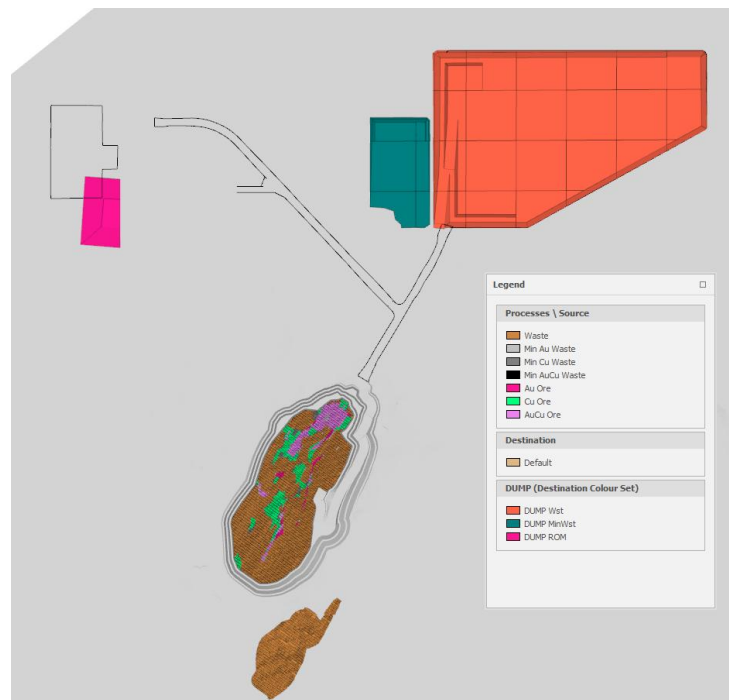 Legend
Processes \ Source
Waste
Min Au Waste
Min Cu Waste
Min AuCu Waste
Au Ore
Cu Ore
AuCu Ore
Destination
Default
DUMP (Destination Colour Set)
DUMP Wst
DUMP MinWst
DUMP ROM